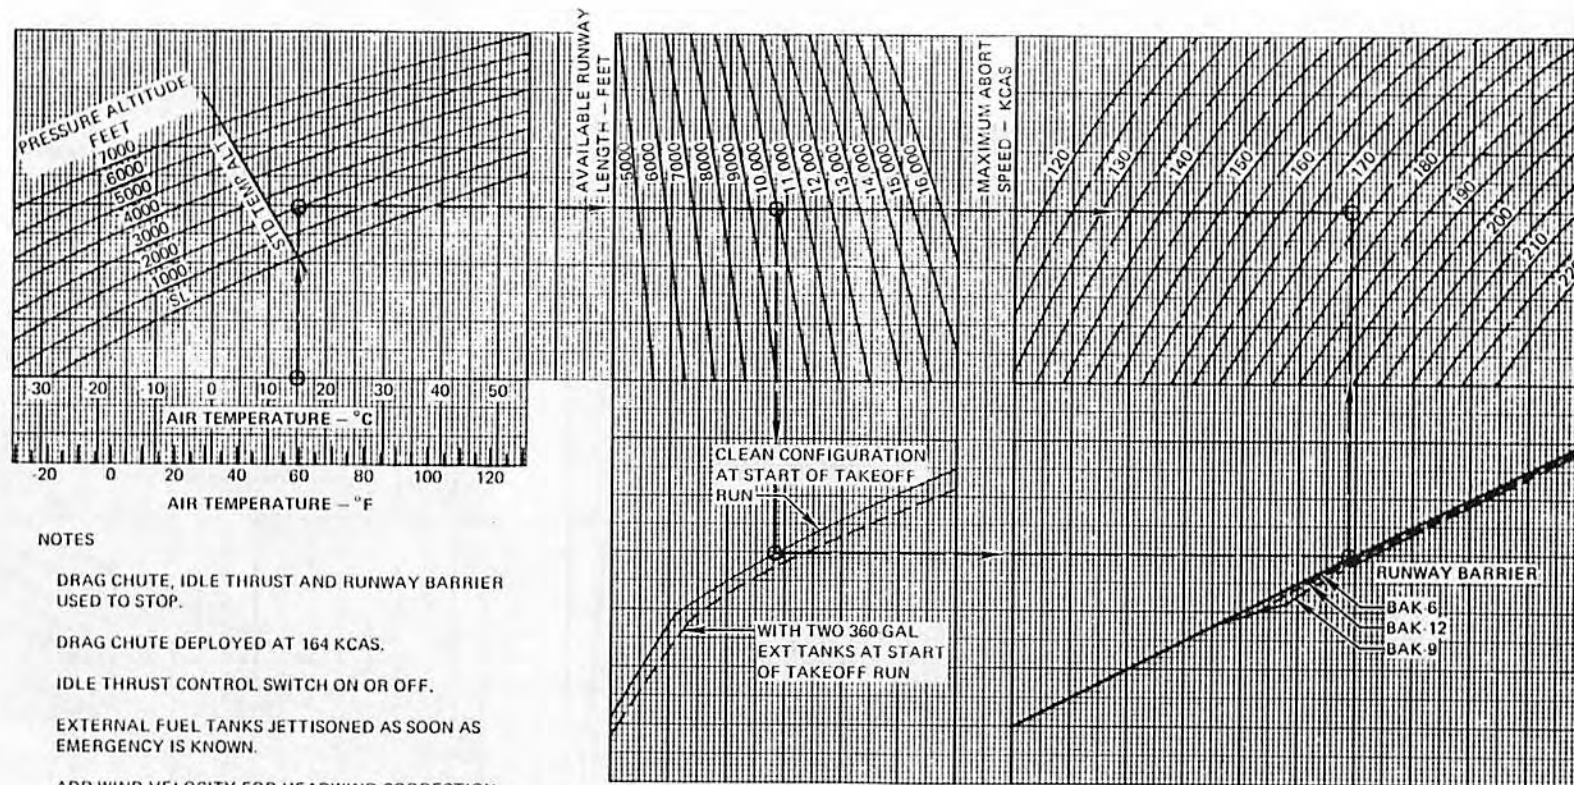 PRESSURE ALTITUDE
FEET
7000
6000
5000
4000
3000
2000
1000
SL
STD TEMP ALT
-30 -20 -10 0 10 20 30 40 50
AIR TEMPERATURE – °C
-20 0 20 40 60 80 100 120
AIR TEMPERATURE – °F
AVAILABLE RUNWAY
LENGTH – FEET
5000
6000
7000
8000
9000
10,000
11,000
12,000
13,000
14,000
15,000
16,000
MAXIMUM ABORT
SPEED – KCAS
120
130
140
150
160
170
180
190
200
210
CLEAN CONFIGURATION
AT START OF TAKEOFF
RUN
WITH TWO 360-GAL
EXT TANKS AT START
OF TAKEOFF RUN
RUNWAY BARRIER
BAK-6
BAK-12
BAK-9
NOTES
DRAG CHUTE, IDLE THRUST AND RUNWAY BARRIER
USED TO STOP.
DRAG CHUTE DEPLOYED AT 164 KCAS.
IDLE THRUST CONTROL SWITCH ON OR OFF.
EXTERNAL FUEL TANKS JETTISONED AS SOON AS
EMERGENCY IS KNOWN.
ADD WIND VELOCITY FOR HEADWIND CORRECTION